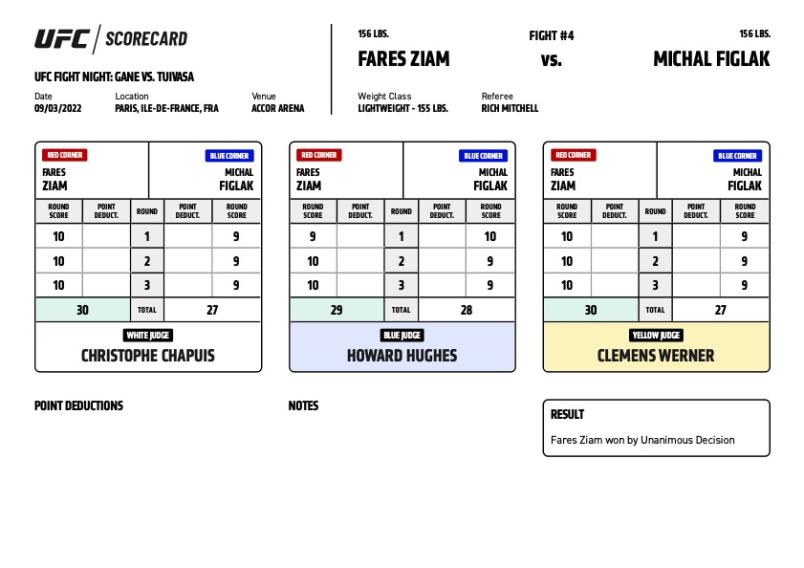 UFC / SCORECARD
UFC FIGHT NIGHT: GANE VS. TUIVASA
Date Location Venue
09/03/2022 PARIS, ILE-DE-FRANCE, FRA ACCOR ARENA
156 LBS. FIGHT #4 156 LBS.
FARES ZIAM VS. MICHAL FIGLAK
Weight Class Referee
LIGHTWEIGHT - 155 LBS. RICH MITCHELL
RED CORNER BLUE CORNER
FARES MICHAL
ZIAM FIGLAK
ROUND SCORE POINT DEDUCT. ROUND POINT DEDUCT. ROUND SCORE
10 1 9
10 2 9
10 3 9
30 TOTAL 27
WHITE JUDGE
CHRISTOPHE CHAPUIS
RED CORNER BLUE CORNER
FARES MICHAL
ZIAM FIGLAK
ROUND SCORE POINT DEDUCT. ROUND POINT DEDUCT. ROUND SCORE
9 1 10
10 2 9
10 3 9
29 TOTAL 28
BLUE JUDGE
HOWARD HUGHES
RED CORNER BLUE CORNER
FARES MICHAL
ZIAM FIGLAK
ROUND SCORE POINT DEDUCT. ROUND POINT DEDUCT. ROUND SCORE
10 1 9
10 2 9
10 3 9
30 TOTAL 27
YELLOW JUDGE
CLEMENS WERNER
POINT DEDUCTIONS
NOTES
RESULT
Fares Ziam won by Unanimous Decision